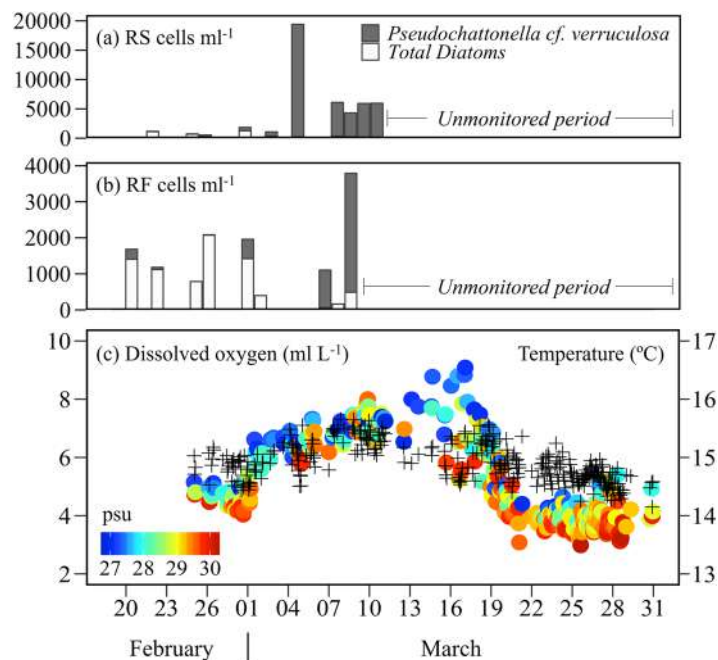 20000
15000
10000
5000
0
(a) RS cells ml-1
Pseudochattonella cf. verruculosa
Total Diatoms
Unmonitored period
4000
3000
2000
1000
0
(b) RF cells ml-1
Unmonitored period
10
8
6
4
2
(c) Dissolved oxygen (ml L-1)
Temperature (ºC)
17
16
15
14
13
psu
27 28 29 30
20 23 26 01 04 07 10 13 16 19 22 25 28 31
February March